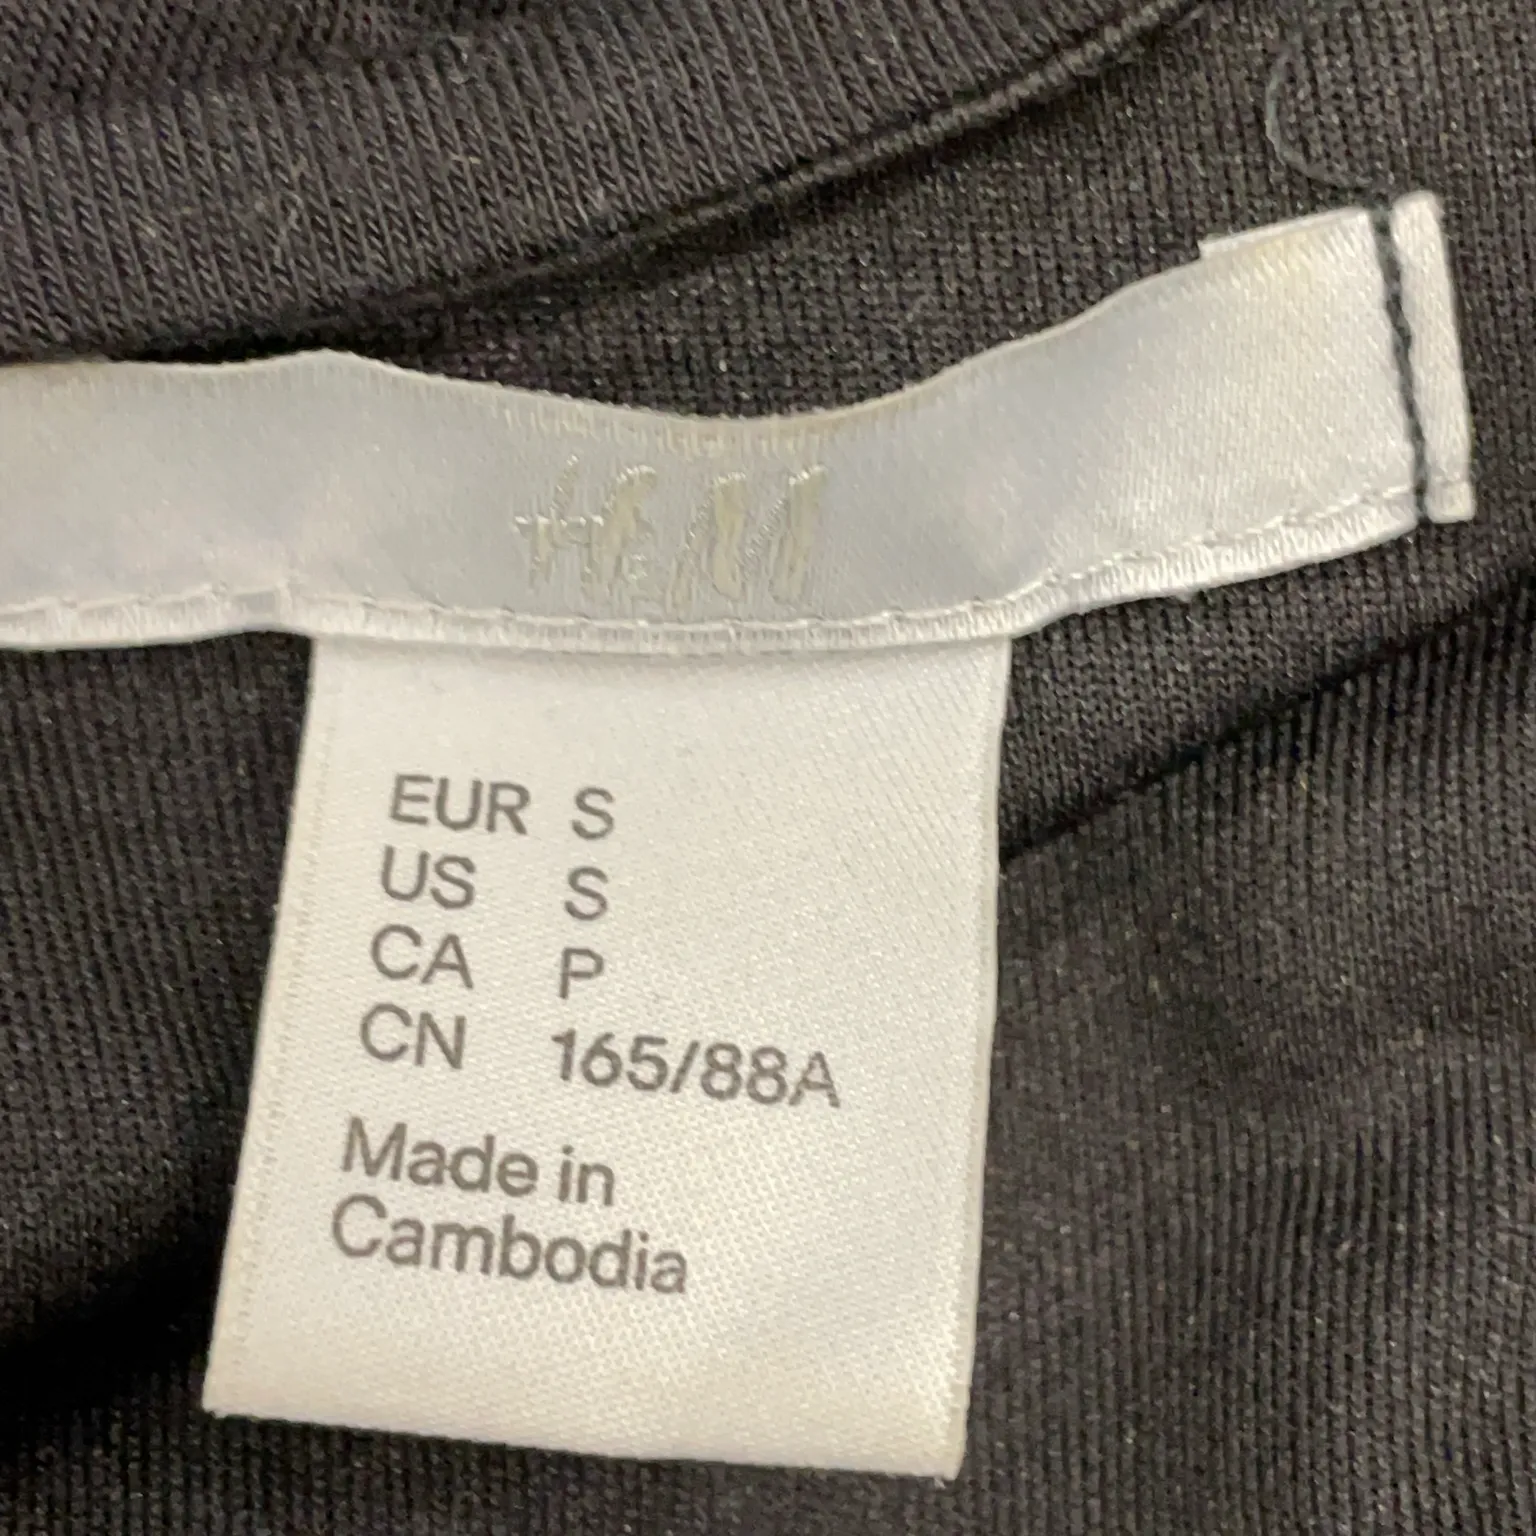 H&M
EUR S
US S
CA P
CN 165/88A
Made in
Cambodia